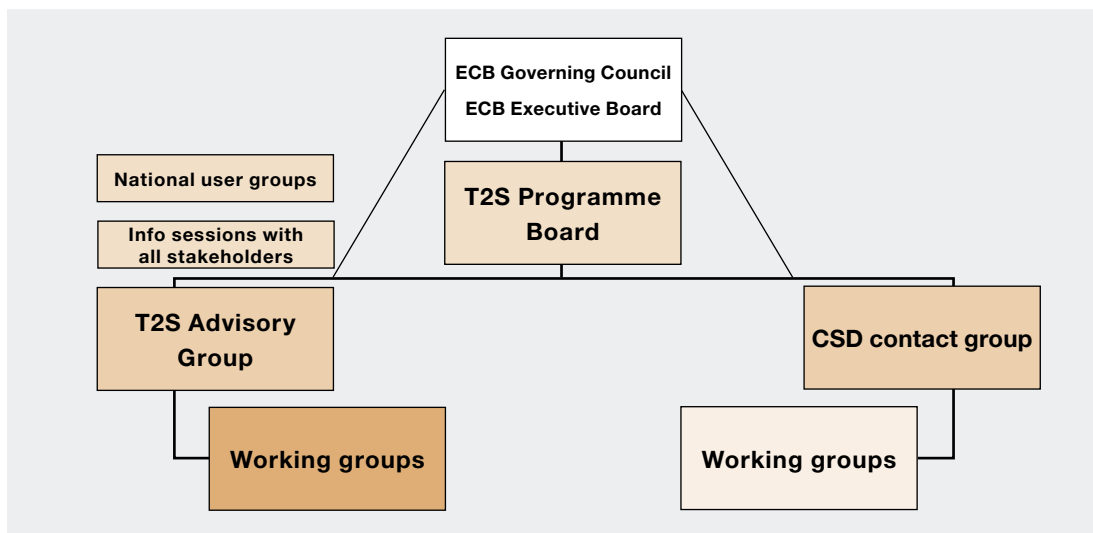 ECB Governing Council
ECB Executive Board
National user groups
T2S Programme
Board
Info sessions with
all stakeholders
T2S Advisory
Group
CSD contact group
Working groups
Working groups